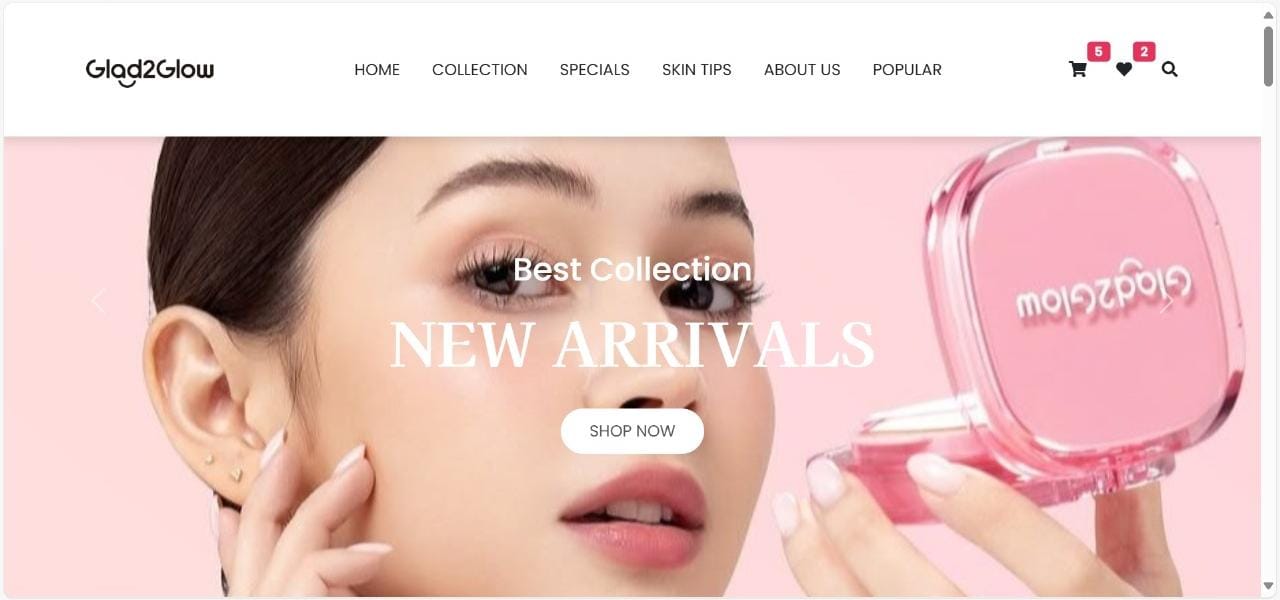 Glad2Glow
HOME COLLECTION SPECIALS SKIN TIPS ABOUT US POPULAR
5 2
Best Collection
NEW ARRIVALS
SHOP NOW
Glad2Glow